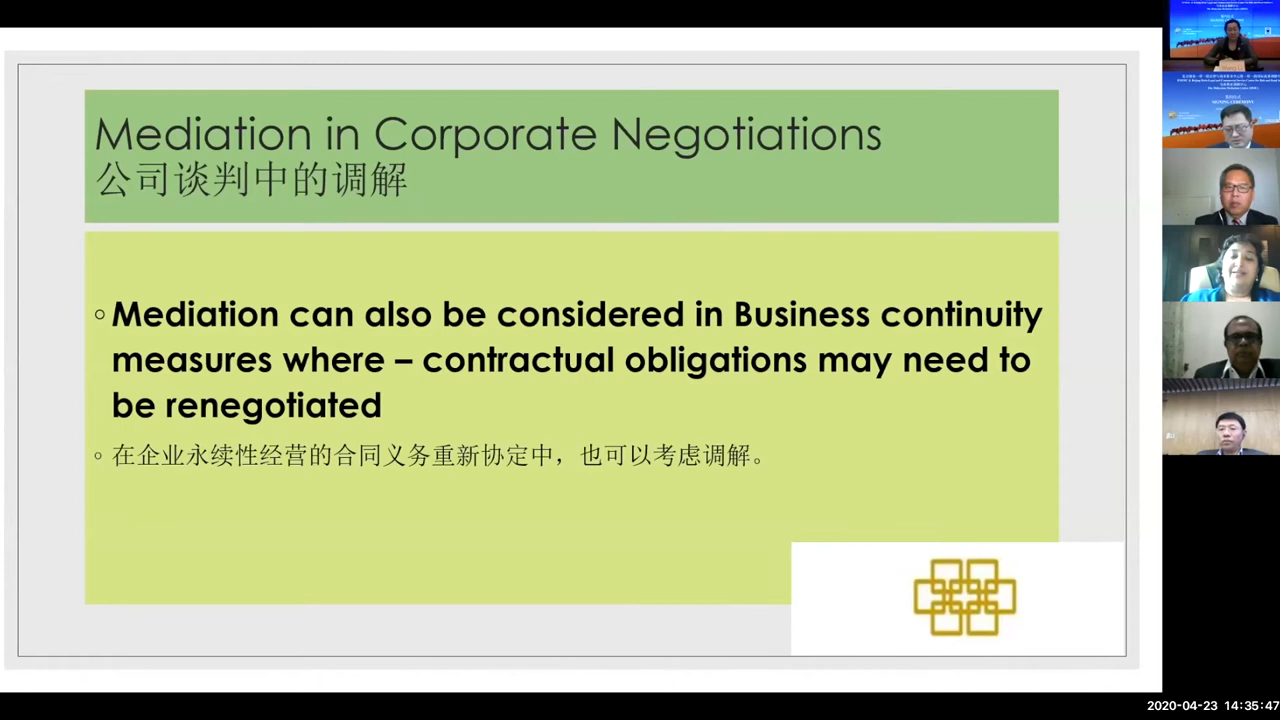 Mediation in Corporate Negotiations
公司谈判中的调解
◦ Mediation can also be considered in Business continuity
measures where – contractual obligations may need to
be renegotiated
◦ 在企业永续性经营的合同义务重新协定中，也可以考虑调解。
SIGNING CEREMONY
2020-04-23 14:35:47